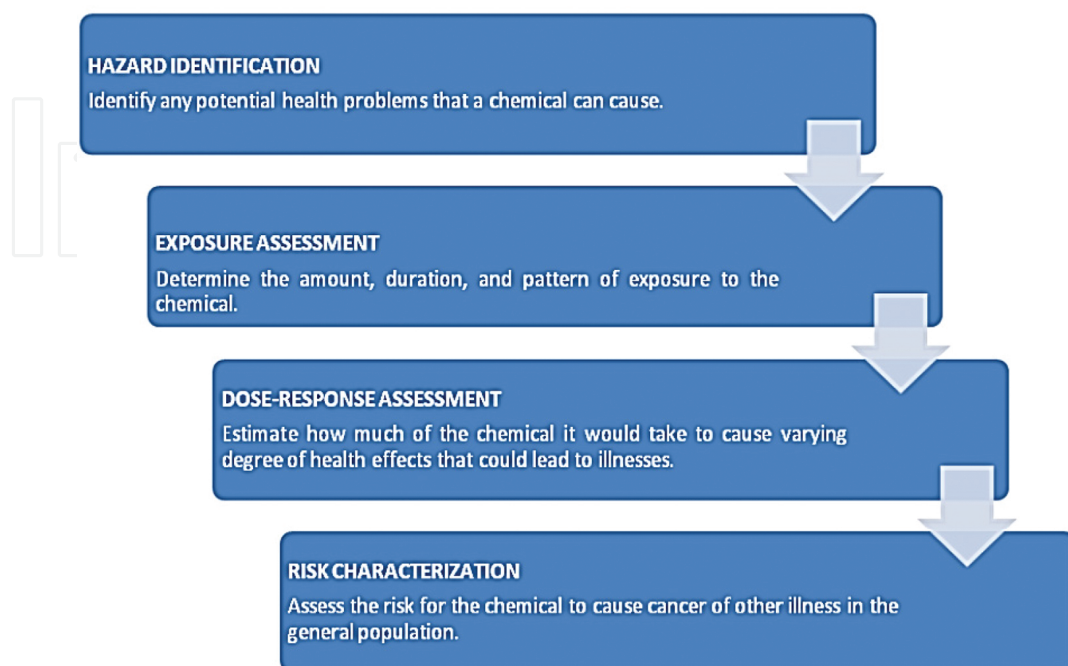 HAZARD IDENTIFICATION
Identify any potential health problems that a chemical can cause.
EXPOSURE ASSESSMENT
Determine the amount, duration, and pattern of exposure to the
chemical.
DOSE-RESPONSE ASSESSMENT
Estimate how much of the chemical it would take to cause varying
degree of health effects that could lead to illnesses.
RISK CHARACTERIZATION
Assess the risk for the chemical to cause cancer of other illness in the
general population.